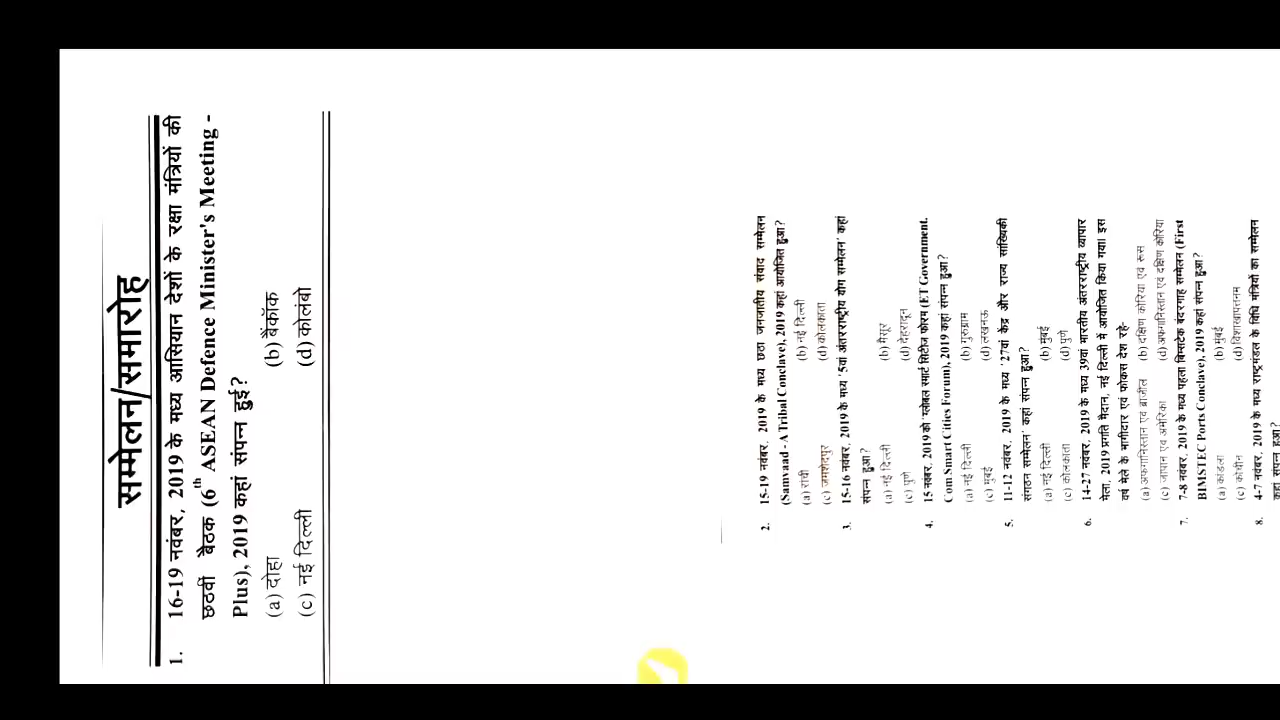 सम्मेलन/समारोह
1. 16-19 नवंबर, 2019 के मध्य आसियान देशों के रक्षा मंत्रियों की
छठवीं बैठक (6th ASEAN Defence Minister's Meeting -
Plus), 2019 कहां संपन्न हुई?
(a) दोहा (b) बैंकॉक
(c) नई दिल्ली (d) कोलंबो
2. 15-19 नवंबर, 2019 के मध्य छठा जनजातीय संवाद सम्मेलन
(Samvaad - A Tribal Conclave), 2019 कहां आयोजित हुआ?
(a) रांची (b) नई दिल्ली
(c) जमशेदपुर (d) कोलकाता
3. 15-16 नवंबर, 2019 के मध्य '5वां अंतरराष्ट्रीय योग सम्मेलन' कहां
संपन्न हुआ?
(a) नई दिल्ली (b) मैसूर
(c) पुणे (d) देहरादून
4. 15 नवंबर, 2019 को 'ग्लोबल स्मार्ट सिटीज फोरम (ET Government.
Com Smart Cities Forum), 2019 कहां संपन्न हुआ?
(a) नई दिल्ली (b) गुरुग्राम
(c) मुंबई (d) लखनऊ
5. 11-12 नवंबर, 2019 के मध्य '27वां केंद्र और राज्य सांख्यिकी
संगठन सम्मेलन' कहां संपन्न हुआ?
(a) नई दिल्ली (b) मुंबई
(c) कोलकाता (d) पुणे
6. 14-27 नवंबर, 2019 के मध्य 39वां भारतीय अंतरराष्ट्रीय व्यापार
मेला, 2019 प्रगति मैदान, नई दिल्ली में आयोजित किया गया। इस
वर्ष मेले के भागीदार एवं फोकस देश रहे-
(a) अफगानिस्तान एवं ब्राजील (b) दक्षिण कोरिया एवं रूस
(c) जापान एवं अमेरिका (d) अफगानिस्तान एवं दक्षिण कोरिया
7. 7-8 नवंबर, 2019 के मध्य पहला बिम्सटेक बंदरगाह सम्मेलन (First
BIMSTEC Ports Conclave), 2019 कहां संपन्न हुआ?
(a) कांडला (b) मुंबई
(c) कोचीन (d) विशाखापत्तनम
8. 4-7 नवंबर, 2019 के मध्य राष्ट्रमंडल के विधि मंत्रियों का सम्मेलन
कहां संपन्न हुआ?